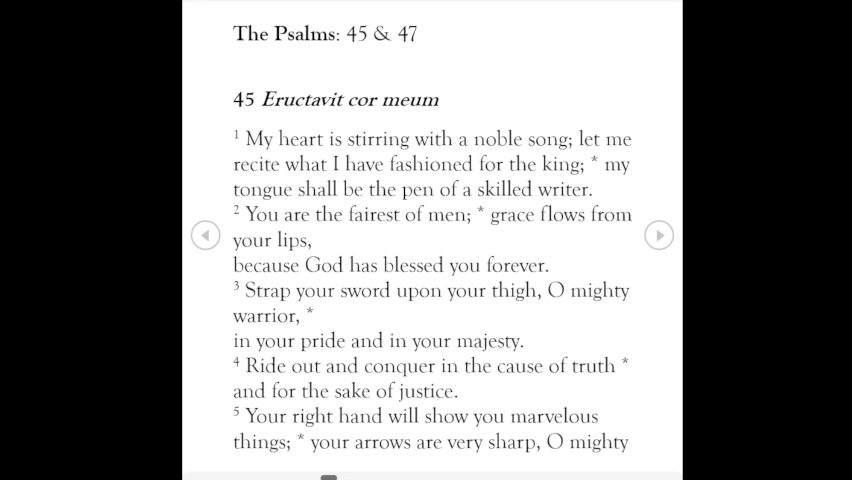 The Psalms: 45 & 47
45 Eructavit cor meum
1 My heart is stirring with a noble song; let me
recite what I have fashioned for the king; * my
tongue shall be the pen of a skilled writer.
2 You are the fairest of men; * grace flows from
your lips,
because God has blessed you forever.
3 Strap your sword upon your thigh, O mighty
warrior, *
in your pride and in your majesty.
4 Ride out and conquer in the cause of truth *
and for the sake of justice.
5 Your right hand will show you marvelous
things; * your arrows are very sharp, O mighty